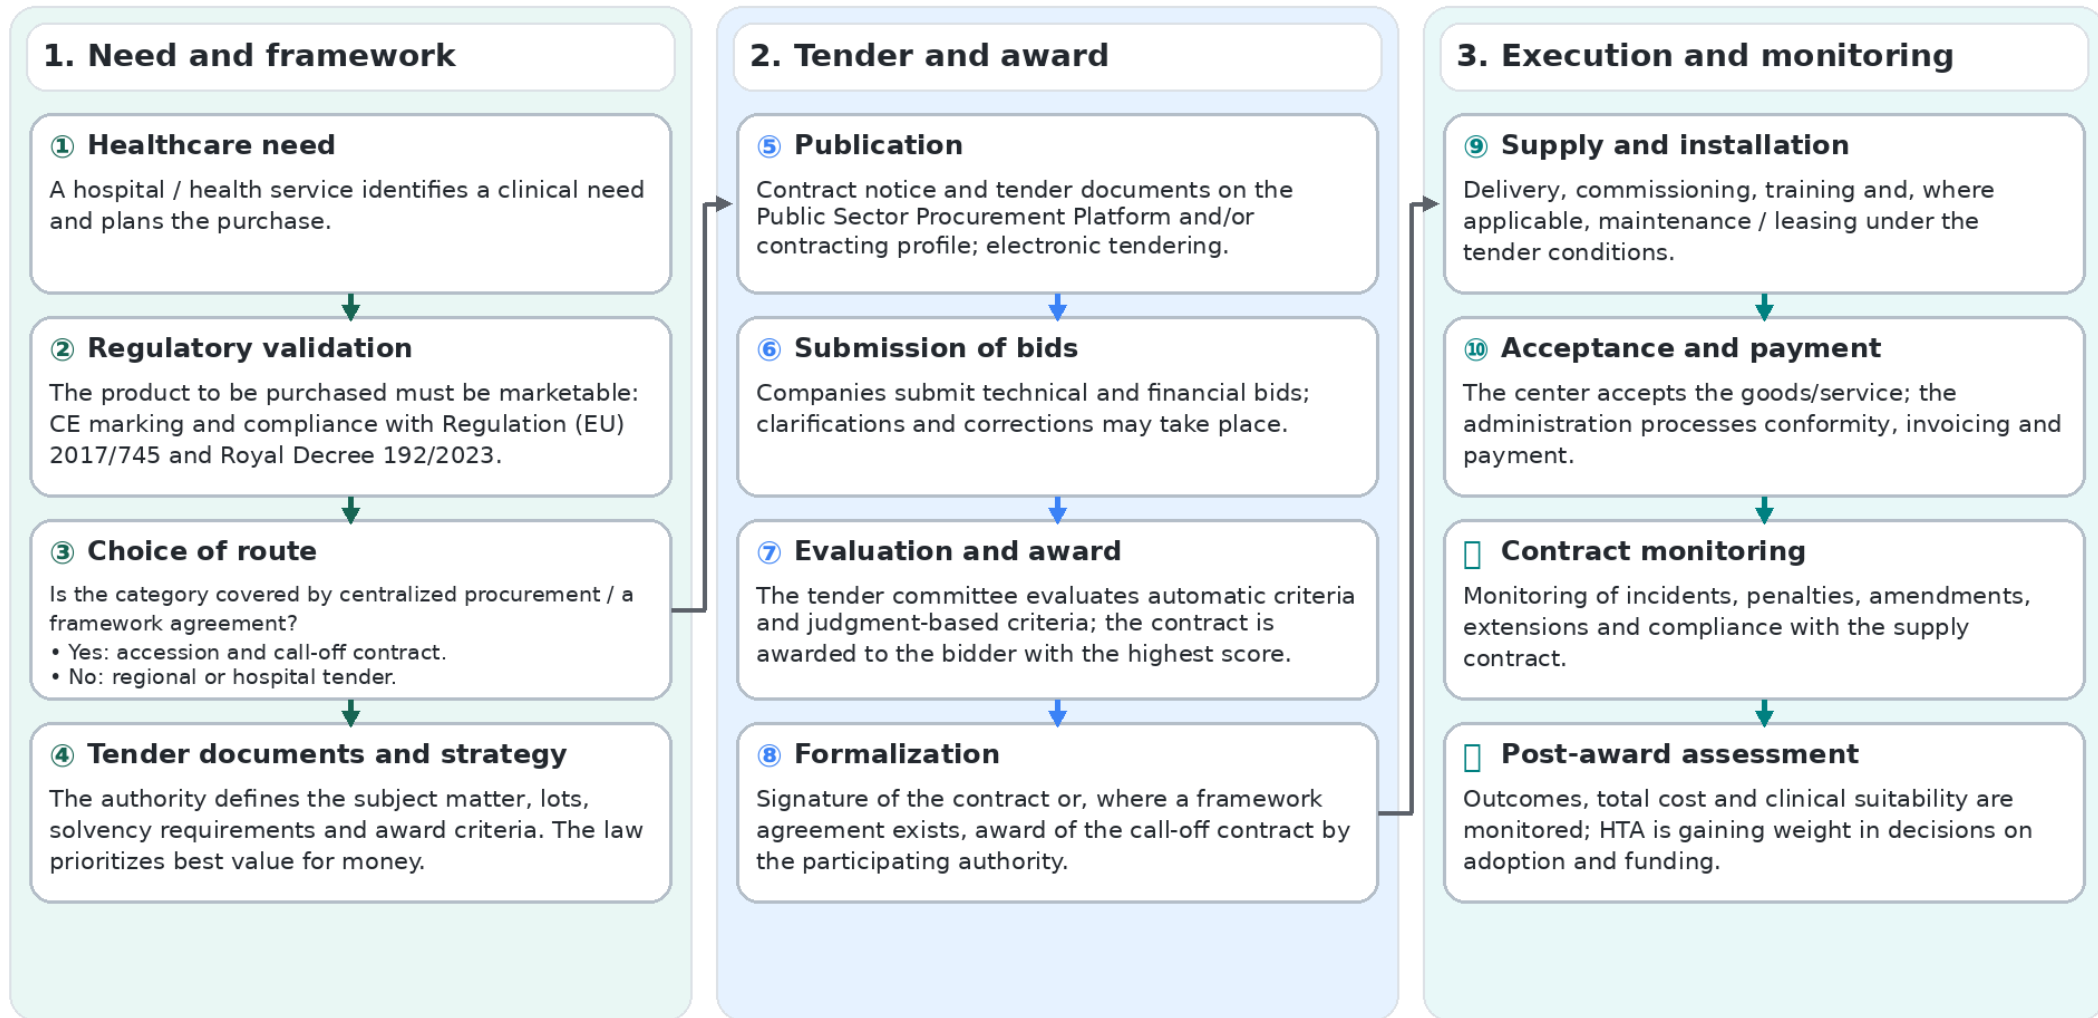 1. Need and framework
① Healthcare need
A hospital / health service identifies a clinical need
and plans the purchase.
② Regulatory validation
The product to be purchased must be marketable:
CE marking and compliance with Regulation (EU)
2017/745 and Royal Decree 192/2023.
③ Choice of route
Is the category covered by centralized procurement / a
framework agreement?
• Yes: accession and call-off contract.
• No: regional or hospital tender.
④ Tender documents and strategy
The authority defines the subject matter, lots,
solvency requirements and award criteria. The law
prioritizes best value for money.
2. Tender and award
⑤ Publication
Contract notice and tender documents on the
Public Sector Procurement Platform and/or
contracting profile; electronic tendering.
⑥ Submission of bids
Companies submit technical and financial bids;
clarifications and corrections may take place.
⑦ Evaluation and award
The tender committee evaluates automatic criteria
and judgment-based criteria; the contract is
awarded to the bidder with the highest score.
⑧ Formalization
Signature of the contract or, where a framework
agreement exists, award of the call-off contract by
the participating authority.
3. Execution and monitoring
⑨ Supply and installation
Delivery, commissioning, training and, where
applicable, maintenance / leasing under the
tender conditions.
⑩ Acceptance and payment
The center accepts the goods/service; the
administration processes conformity, invoicing and
payment.
Contract monitoring
Monitoring of incidents, penalties, amendments,
extensions and compliance with the supply
contract.
Post-award assessment
Outcomes, total cost and clinical suitability are
monitored; HTA is gaining weight in decisions on
adoption and funding.